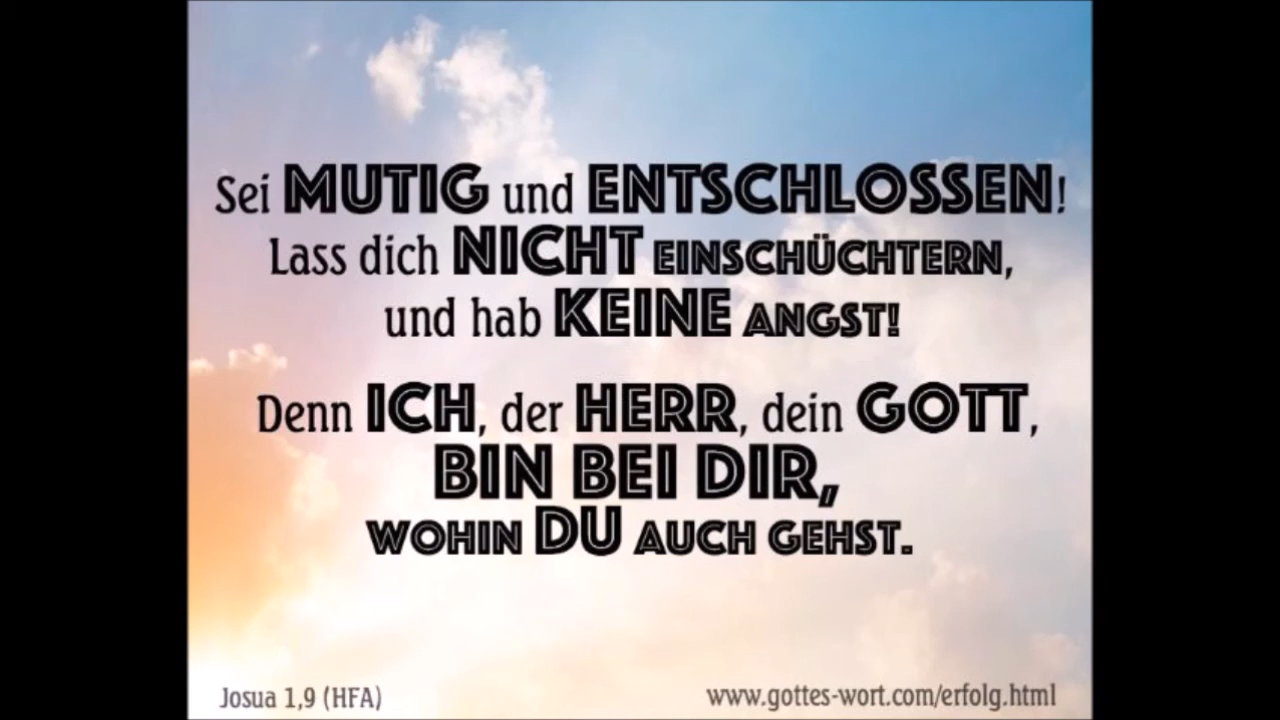 Sei MUTIG und ENTSCHLOSSEN!
Lass dich NICHT EINSCHÜCHTERN,
und hab KEINE ANGST!
Denn ICH, der HERR, dein GOTT,
BIN BEI DIR,
WOHIN DU AUCH GEHST.
Josua 1,9 (HFA)
www.gottes-wort.com/erfolg.html